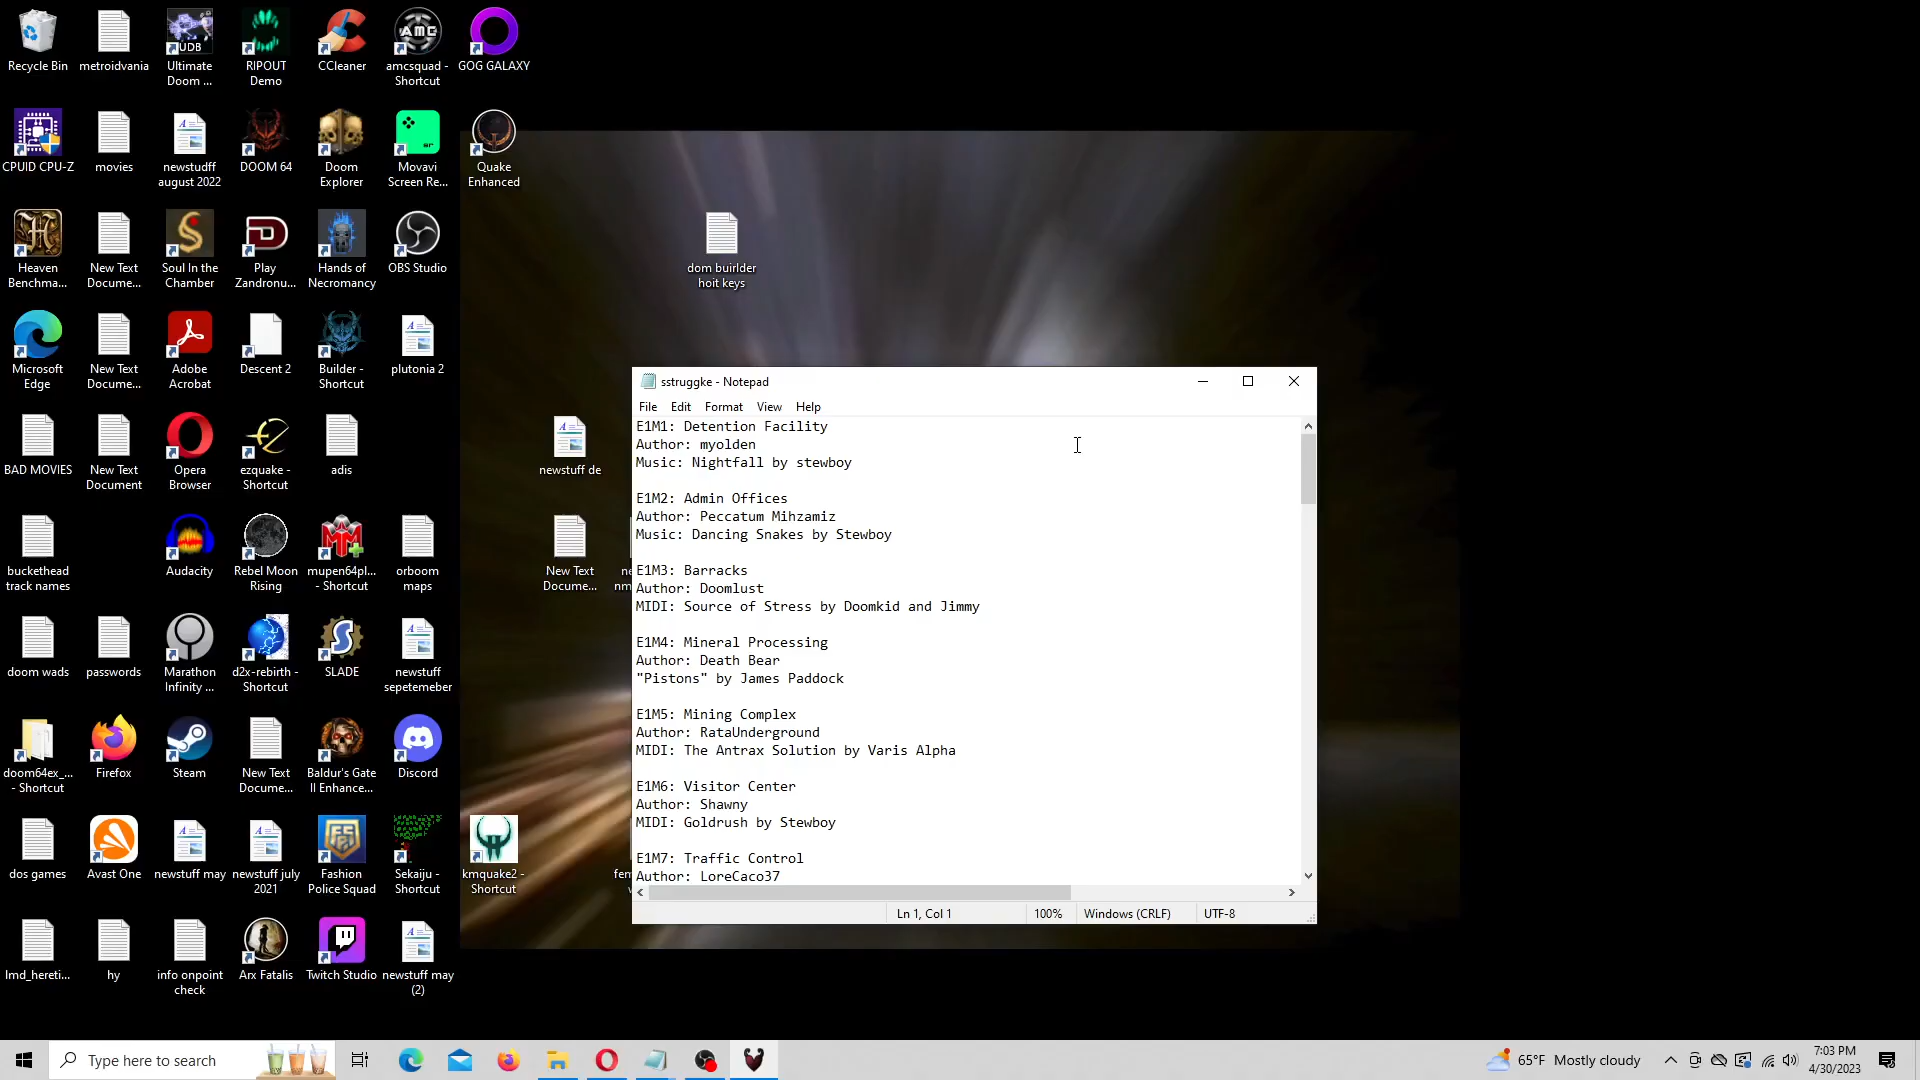 Recycle Bin
metroidvania
Ultimate
Doom ...
UDB
RIPOUT
Demo
CCleaner
AMC
amcsquad -
Shortcut
GOG GALAXY
CPUID CPU-Z
movies
newstudff
august 2022
DOOM 64
Doom
Explorer
sr
Movavi
Screen Re...
Quake
Enhanced
Heaven
Benchma...
New Text
Docume...
Soul In the
Chamber
Play
Zandronu...
Hands of
Necromancy
OBS Studio
dom buirlder
hoit keys
Microsoft
Edge
New Text
Docume...
Adobe
Acrobat
Descent 2
Builder -
Shortcut
plutonia 2
BAD MOVIES
New Text
Document
Opera
Browser
ezquake -
Shortcut
adis
newstuff de
buckethead
track names
Audacity
Rebel Moon
Rising
mupen64pl...
- Shortcut
orboom
maps
New Text
Docume...
ne
nm
doom wads
passwords
Marathon
Infinity ...
d2x-rebirth -
Shortcut
SLADE
newstuff
sepetemeber
doom64ex_...
- Shortcut
Firefox
Steam
New Text
Docume...
Baldur's Gate
II Enhance...
Discord
dos games
Avast One
newstuff may
newstuff july
2021
Fashion
Police Squad
Sekaiju -
Shortcut
kmquake2 -
Shortcut
fem
w
lmd_hereti...
hy
info onpoint
check
Arx Fatalis
Twitch Studio
newstuff may
(2)
sstruggke - Notepad
File Edit Format View Help
E1M1: Detention Facility
Author: myolden
Music: Nightfall by stewboy
E1M2: Admin Offices
Author: Peccatum Mihzamiz
Music: Dancing Snakes by Stewboy
E1M3: Barracks
Author: Doomlust
MIDI: Source of Stress by Doomkid and Jimmy
E1M4: Mineral Processing
Author: Death Bear
"Pistons" by James Paddock
E1M5: Mining Complex
Author: RataUnderground
MIDI: The Antrax Solution by Varis Alpha
E1M6: Visitor Center
Author: Shawny
MIDI: Goldrush by Stewboy
E1M7: Traffic Control
Author: LoreCaco37
Ln 1, Col 1 100% Windows (CRLF) UTF-8
Type here to search
65°F Mostly cloudy
7:03 PM
4/30/2023